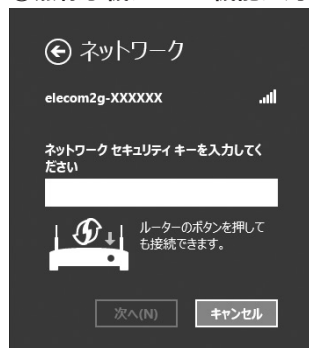 ネットワーク
elecom2g-XXXXXX
ネットワーク セキュリティ キーを入力してく
ださい
ルーターのボタンを押して
も接続できます。
次へ(N)
キャンセル